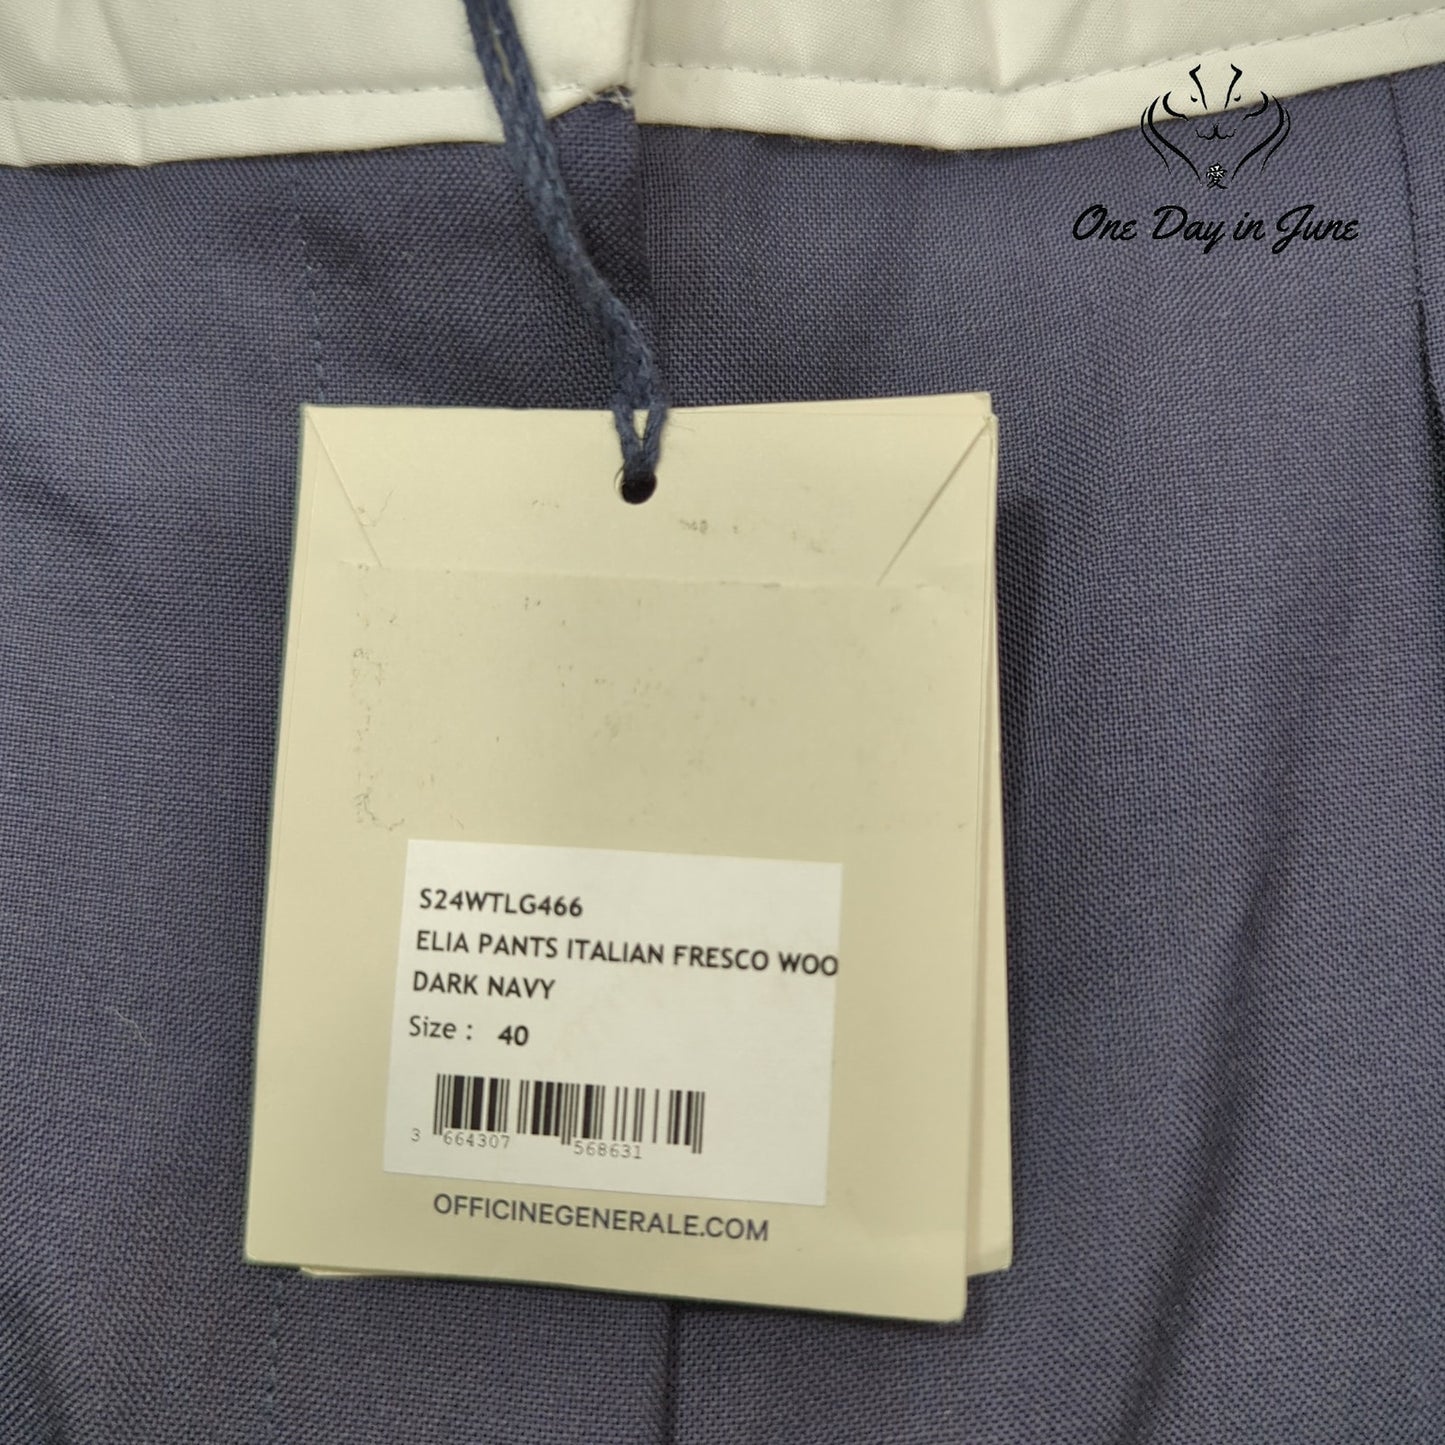 愛
One Day in June
S24WTLG466
ELIA PANTS ITALIAN FRESCO WOO
DARK NAVY
Size : 40
3 664307 568631
OFFICINEGENERALE.COM